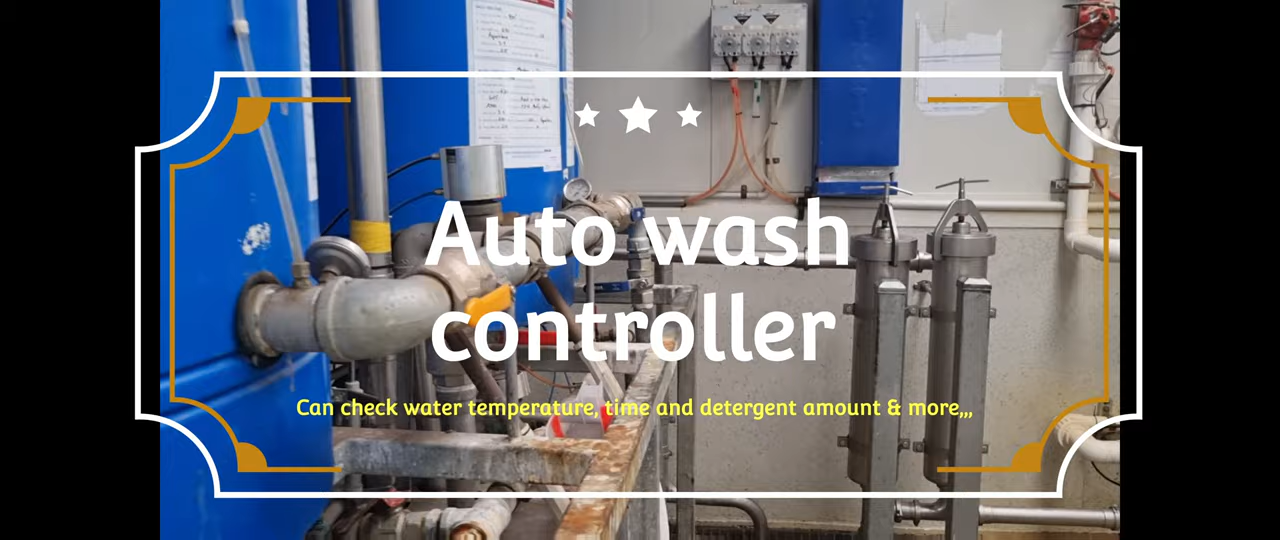 Auto wash
controller
Can check water temperature, time and detergent amount & more,,,